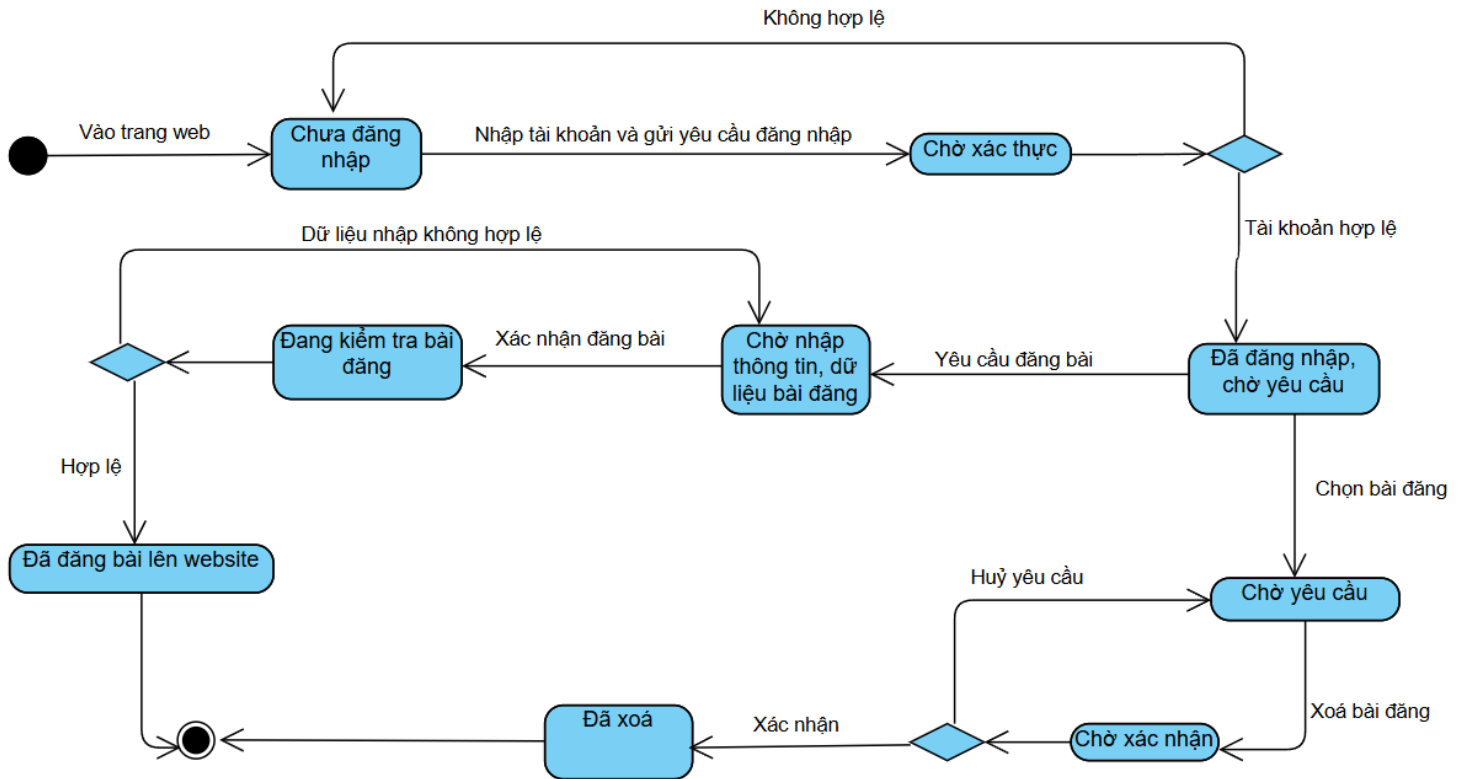 Không hợp lệ
Vào trang web
Chưa đăng
nhập
Nhập tài khoản và gửi yêu cầu đăng nhập
Chờ xác thực
Tài khoản hợp lệ
Dữ liệu nhập không hợp lệ
Đang kiểm tra bài
đăng
Xác nhận đăng bài
Chờ nhập
thông tin, dữ
liệu bài đăng
Yêu cầu đăng bài
Đã đăng nhập,
chờ yêu cầu
Hợp lệ
Chọn bài đăng
Đã đăng bài lên website
Huỷ yêu cầu
Chờ yêu cầu
Xoá bài đăng
Đã xoá
Xác nhận
Chờ xác nhận